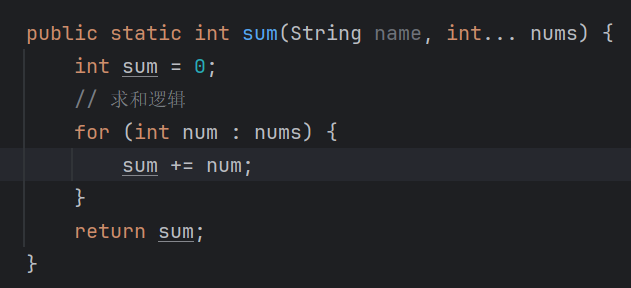 public static int sum(String name, int... nums) {
    int sum = 0;
    // 求和逻辑
    for (int num : nums) {
        sum += num;
    }
    return sum;
}